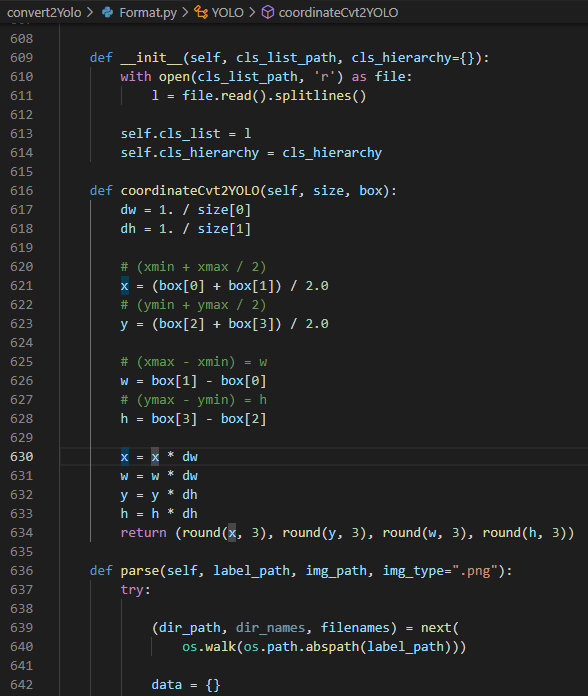 convert2Yolo > Format.py > YOLO > coordinateCvt2YOLO
608
609 def __init__(self, cls_list_path, cls_hierarchy={}):
610 with open(cls_list_path, 'r') as file:
611 l = file.read().splitlines()
612
613 self.cls_list = l
614 self.cls_hierarchy = cls_hierarchy
615
616 def coordinateCvt2YOLO(self, size, box):
617 dw = 1. / size[0]
618 dh = 1. / size[1]
619
620 # (xmin + xmax / 2)
621 x = (box[0] + box[1]) / 2.0
622 # (ymin + ymax / 2)
623 y = (box[2] + box[3]) / 2.0
624
625 # (xmax - xmin) = w
626 w = box[1] - box[0]
627 # (ymax - ymin) = h
628 h = box[3] - box[2]
629
630 x = x * dw
631 w = w * dw
632 y = y * dh
633 h = h * dh
634 return (round(x, 3), round(y, 3), round(w, 3), round(h, 3))
635
636 def parse(self, label_path, img_path, img_type=".png"):
637 try:
638
639 (dir_path, dir_names, filenames) = next(
640 os.walk(os.path.abspath(label_path)))
641
642 data = {}